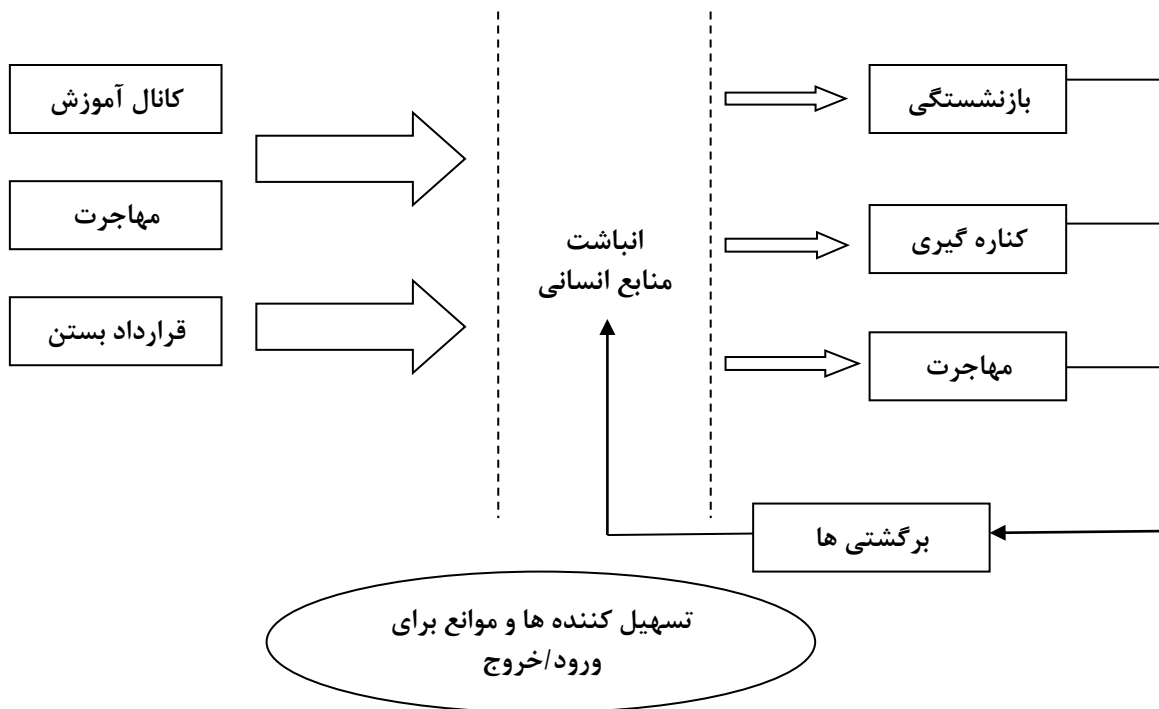 کانال آموزش
مهاجرت
قرارداد بستن
انباشت
منابع انسانی
بازنشستگی
کناره گیری
مهاجرت
برگشتی ها
تسهیل کننده ها و موانع برای
ورود/خروج